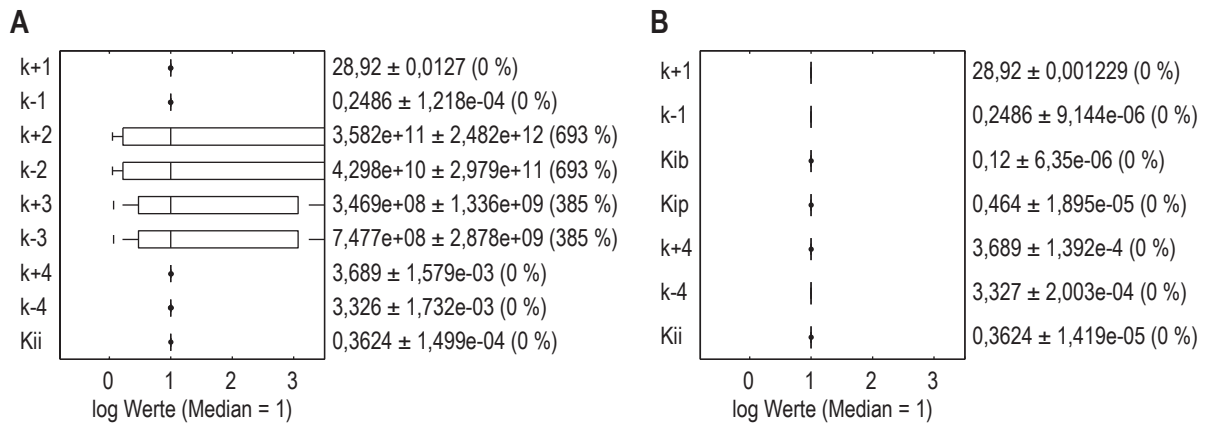 A
k+1 28,92 ± 0,0127 (0 %)
k-1 0,2486 ± 1,218e-04 (0 %)
k+2 3,582e+11 ± 2,482e+12 (693 %)
k-2 4,298e+10 ± 2,979e+11 (693 %)
k+3 3,469e+08 ± 1,336e+09 (385 %)
k-3 7,477e+08 ± 2,878e+09 (385 %)
k+4 3,689 ± 1,579e-03 (0 %)
k-4 3,326 ± 1,732e-03 (0 %)
Kii 0,3624 ± 1,499e-04 (0 %)
0 1 2 3
log Werte (Median = 1)
B
k+1 28,92 ± 0,001229 (0 %)
k-1 0,2486 ± 9,144e-06 (0 %)
Kib 0,12 ± 6,35e-06 (0 %)
Kip 0,464 ± 1,895e-05 (0 %)
k+4 3,689 ± 1,392e-4 (0 %)
k-4 3,327 ± 2,003e-04 (0 %)
Kii 0,3624 ± 1,419e-05 (0 %)
0 1 2 3
log Werte (Median = 1)